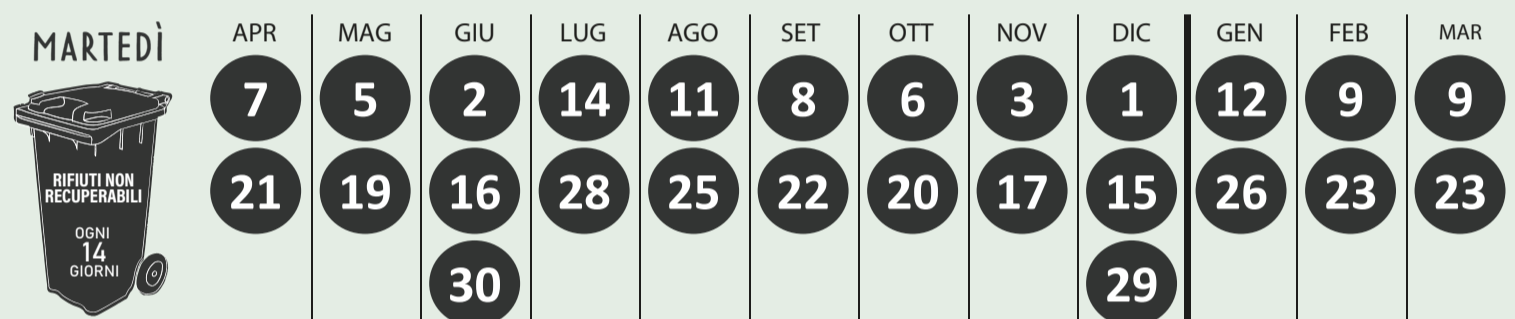 MARTEDÌ
RIFIUTI NON
RECUPERABILI
OGNI
14
GIORNI
APR MAG GIU LUG AGO SET OTT NOV DIC GEN FEB MAR
7 5 2 14 11 8 6 3 1 12 9 9
21 19 16 28 25 22 20 17 15 26 23 23
30 29